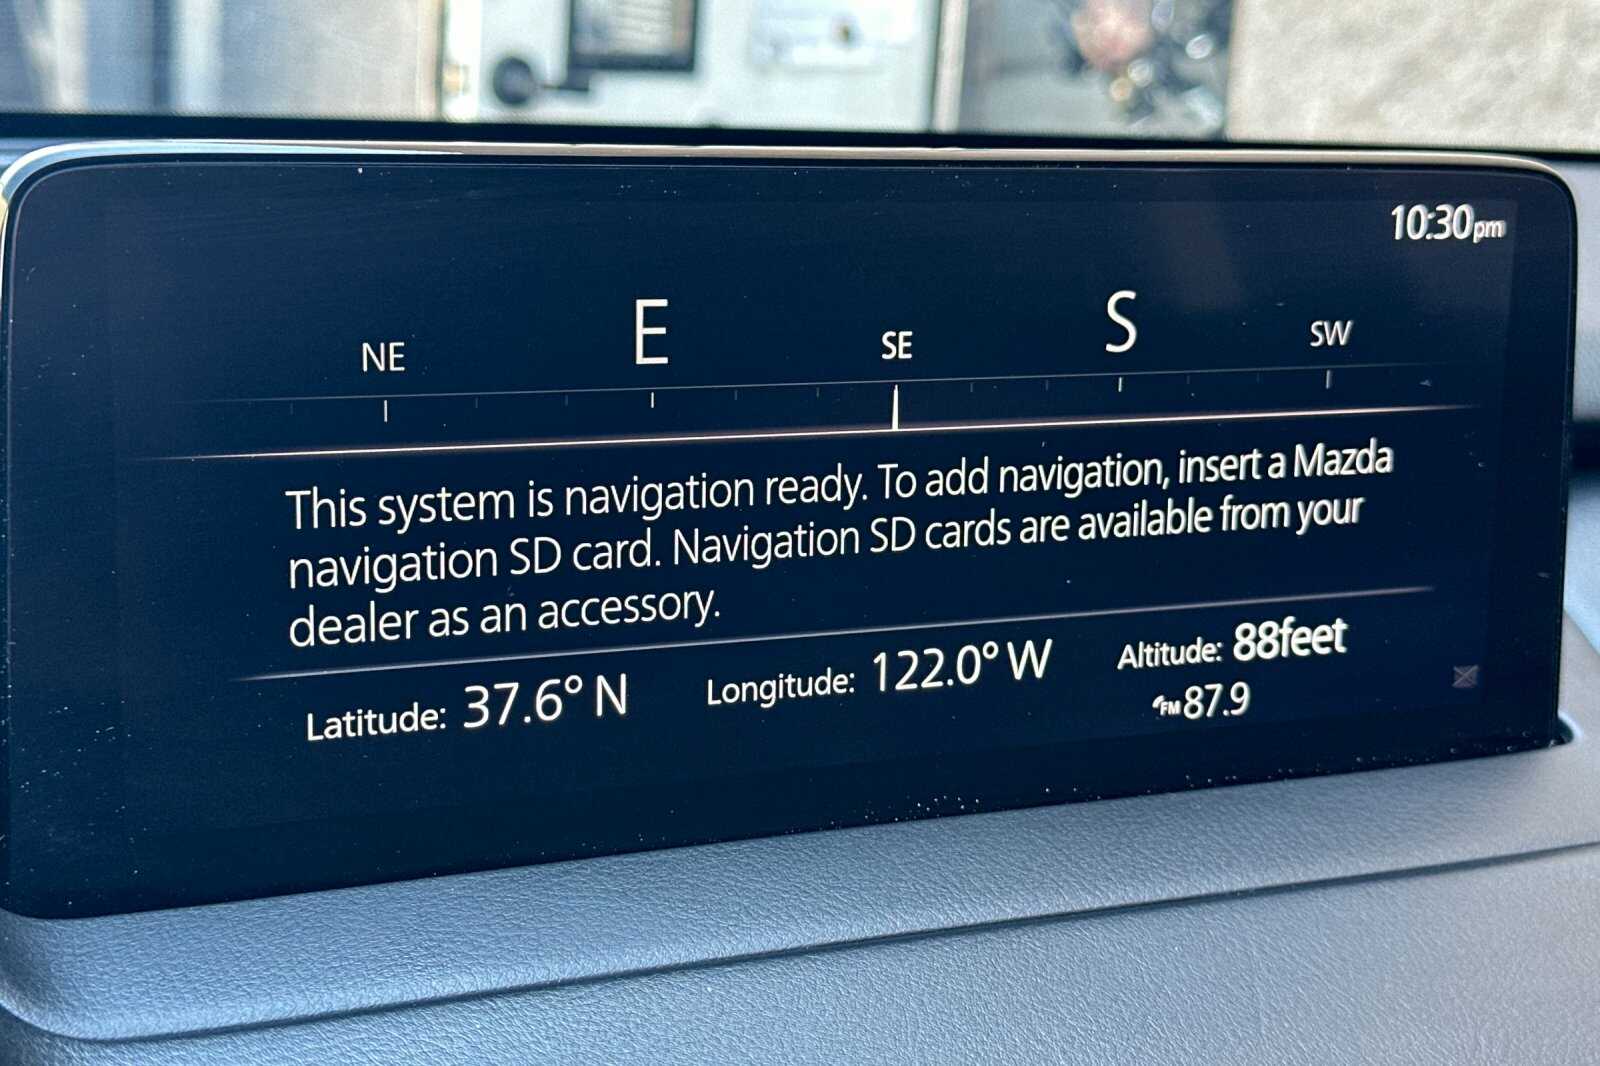 10:30pm
NE E SE S SW
This system is navigation ready. To add navigation, insert a Mazda
navigation SD card. Navigation SD cards are available from your
dealer as an accessory.
Latitude: 37.6° N Longitude: 122.0° W Altitude: 88feet
FM 87.9